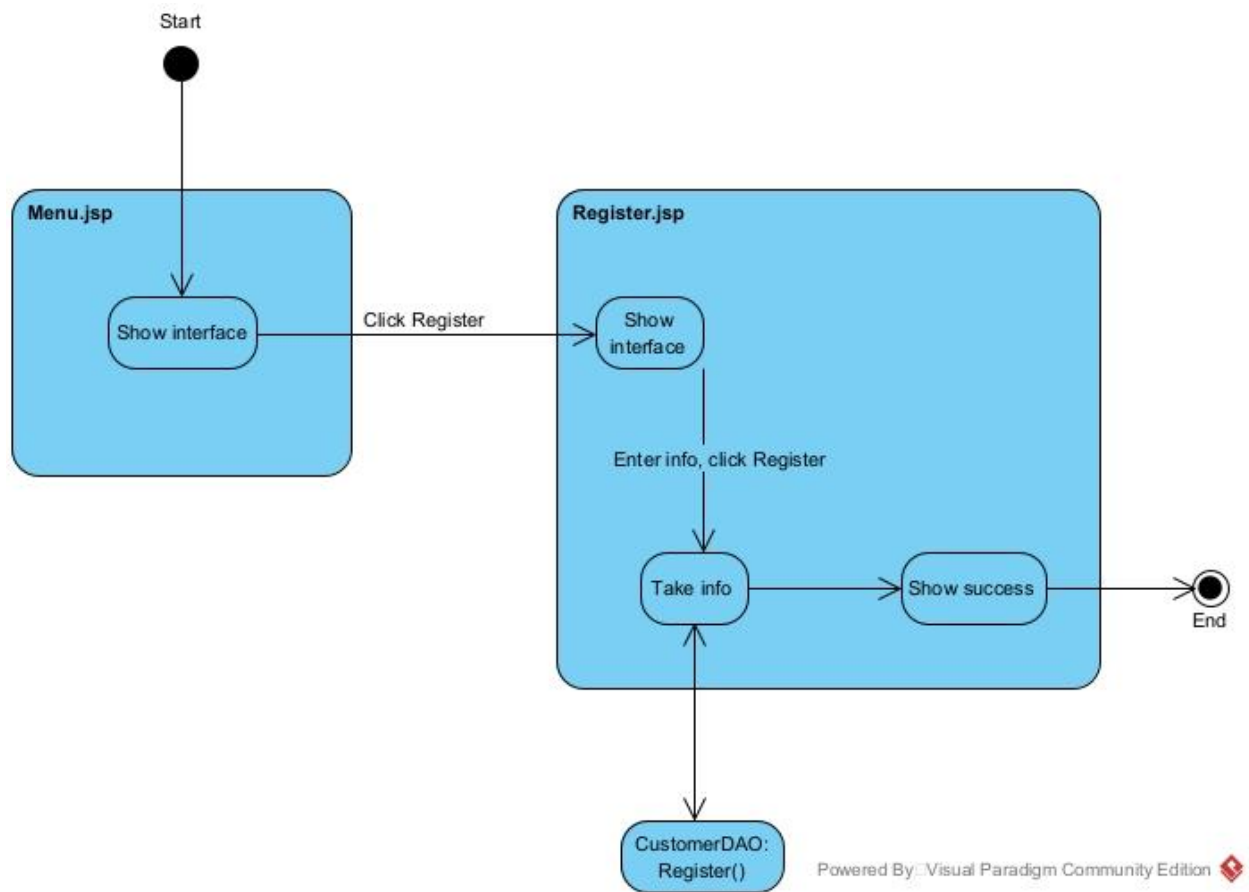 Start
Menu.jsp
Show interface
Click Register
Register.jsp
Show
interface
Enter info, click Register
Take info
Show success
End
CustomerDAO:
Register()
Powered By Visual Paradigm Community Edition